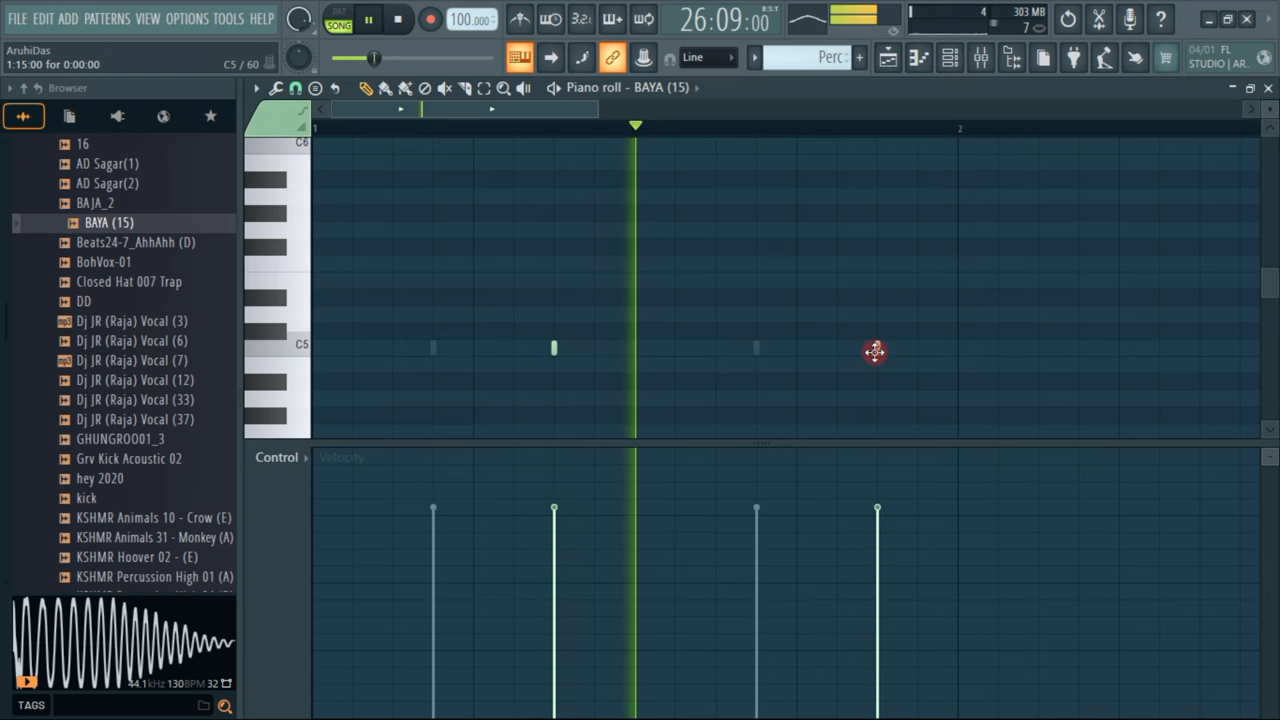 FILE EDIT ADD PATTERNS VIEW OPTIONS TOOLS HELP
PAT
SONG
100.000
3.2.
26:09:00
B:S:T
4
303 MB
7
AruhiDas
1:15:00 for 0:00:00
C5 / 60
Line
Perc
04/01 FL
STUDIO | AR..
Browser
Piano roll - BAYA (15)
16
AD Sagar(1)
AD Sagar(2)
BAJA_2
BAYA (15)
Beats24-7_AhhAhh (D)
BohVox-01
Closed Hat 007 Trap
DD
Dj JR (Raja) Vocal (3)
Dj JR (Raja) Vocal (6)
Dj JR (Raja) Vocal (7)
Dj JR (Raja) Vocal (12)
Dj JR (Raja) Vocal (33)
Dj JR (Raja) Vocal (37)
GHUNGROO01_3
Grv Kick Acoustic 02
hey 2020
kick
KSHMR Animals 10 - Crow (E)
KSHMR Animals 31 - Monkey (A)
KSHMR Hoover 02 - (E)
KSHMR Percussion High 01 (A)
44.1kHz 130BPM 32
TAGS
1
2
C6
C5
Control
Velocity